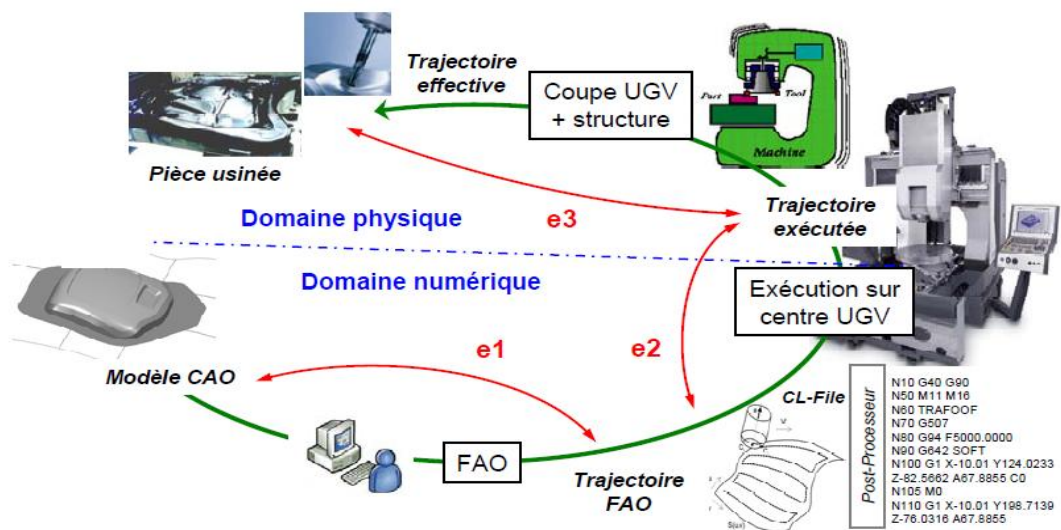 Trajectoire
effective
Coupe UGV
+ structure
Part
Tool
Machine
Pièce usinée
Domaine physique
e3
Trajectoire
exécutée
Domaine numérique
Exécution sur
centre UGV
e1
e2
Modèle CAO
CL-File
FAO
Trajectoire
FAO
Post-Processeur
N10 G40 G90
N50 M11 M16
N60 TRAFOOF
N70 G507
N80 G94 F5000.0000
N90 G642 SOFT
N100 G1 X-10.01 Y124.0233
Z-82.5662 A67.8855 C0
N105 M0
N110 G1 X-10.01 Y198.7139
Z-76.0316 A67.8855